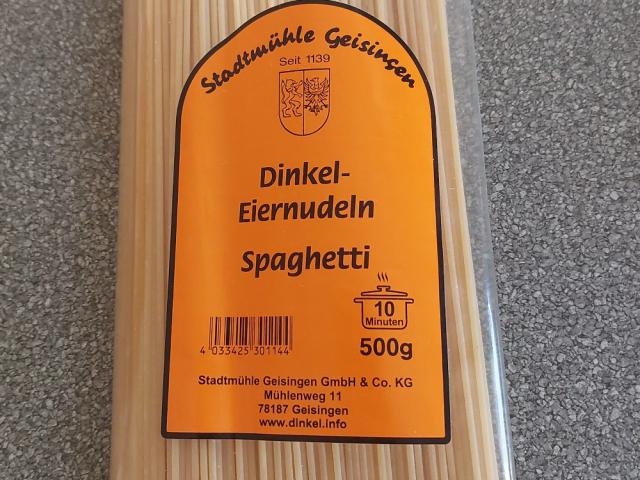 Stadtmühle Geisingen
Seit 1139
Dinkel-
Eiernudeln
Spaghetti
10
Minuten
4 033425 301144
500g
Stadtmühle Geisingen GmbH & Co. KG
Mühlenweg 11
78187 Geisingen
www.dinkel.info